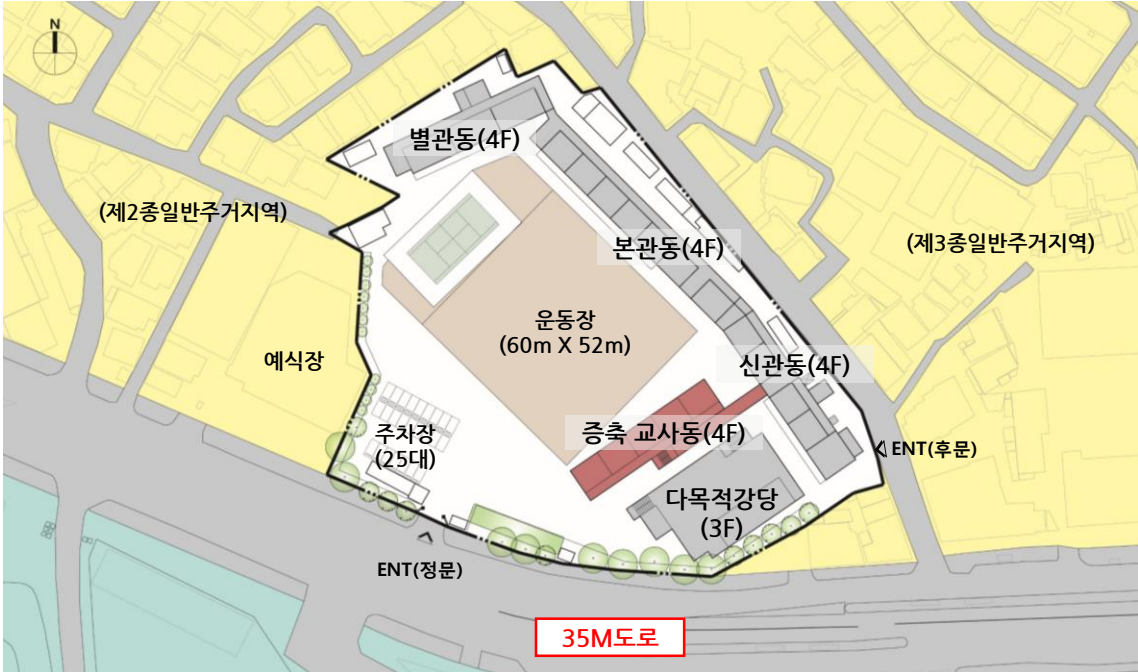 N
별관동(4F)
(제2종일반주거지역)
본관동(4F)
(제3종일반주거지역)
운동장
(60m X 52m)
예식장
신관동(4F)
증축 교사동(4F)
주차장
(25대)
ENT(후문)
다목적강당
(3F)
ENT(정문)
35M도로